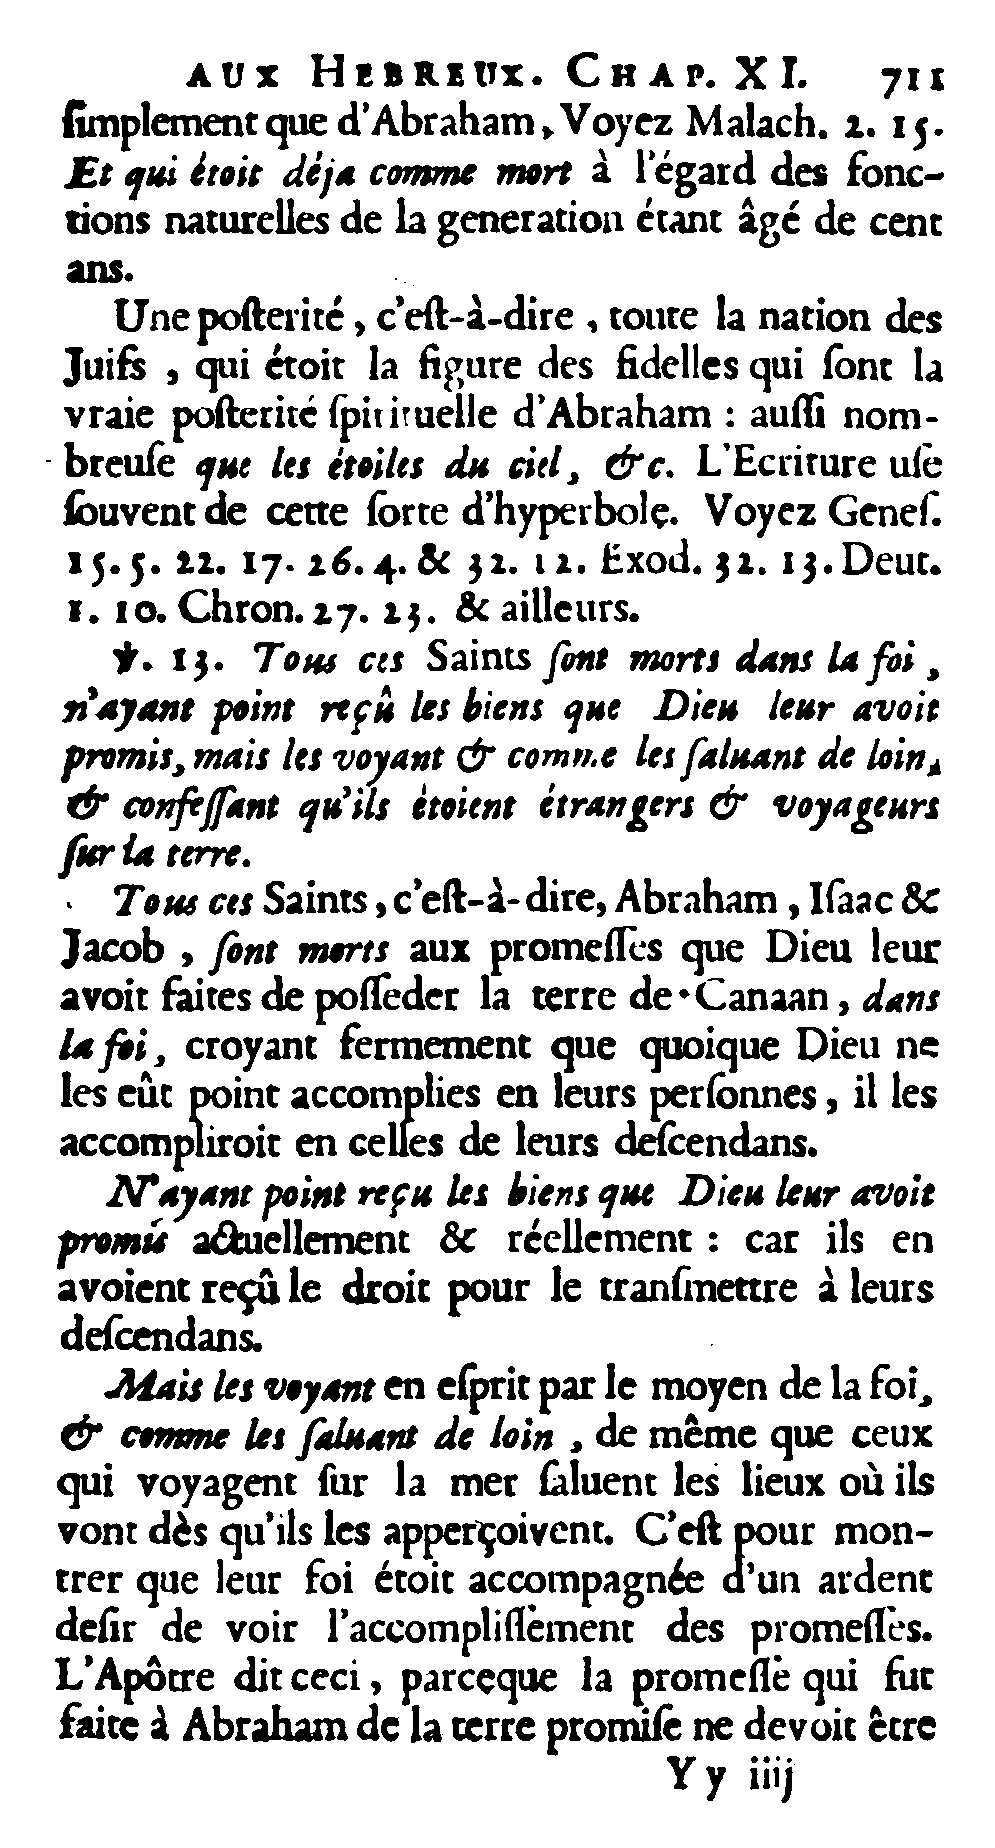 AUX HEBREUX. CHAP. XI. 711
ſimplement que d'Abraham, Voyez Malach. 2. 15.
Et qui étoit déja comme mort à l'égard des fonc-
tions naturelles de la generation étant âgé de cent
ans.
Une poſterité, c'eſt-à-dire, toute la nation des
Juifs, qui étoit la figure des fidelles qui ſont la
vraie poſterité ſpirituelle d'Abraham : auſſi nom-
breuſe que les étoiles du ciel, &c. L'Ecriture uſe
ſouvent de cette ſorte d'hyperbole. Voyez Geneſ.
15. 5. 22. 17. 26. 4. & 32. 12. Exod. 32. 13. Deut.
1. 10. Chron. 27. 23. & ailleurs.
℣. 13. Tous ces Saints ſont morts dans la foi,
n'ayant point reçû les biens que Dieu leur avoit
promis, mais les voyant & comme les ſaluant de loin,
& confeſſant qu'ils étoient étrangers & voyageurs
ſur la terre.
Tous ces Saints, c'eſt-à-dire, Abraham, Iſaac &
Jacob, ſont morts aux promeſſes que Dieu leur
avoit faites de poſſeder la terre de Canaan, dans
la foi, croyant fermement que quoique Dieu ne
les eût point accomplies en leurs perſonnes, il les
accompliroit en celles de leurs deſcendans.
N'ayant point reçu les biens que Dieu leur avoit
promis actuellement & réellement : car ils en
avoient reçû le droit pour le tranſmettre à leurs
deſcendans.
Mais les voyant en eſprit par le moyen de la foi,
& comme les ſaluant de loin, de même que ceux
qui voyagent ſur la mer ſaluent les lieux où ils
vont dès qu'ils les apperçoivent. C'eſt pour mon-
trer que leur foi étoit accompagnée d'un ardent
deſir de voir l'accompliſſement des promeſſes.
L'Apôtre dit ceci, parceque la promeſſe qui fut
faite à Abraham de la terre promiſe ne devoit être
Y y iiij